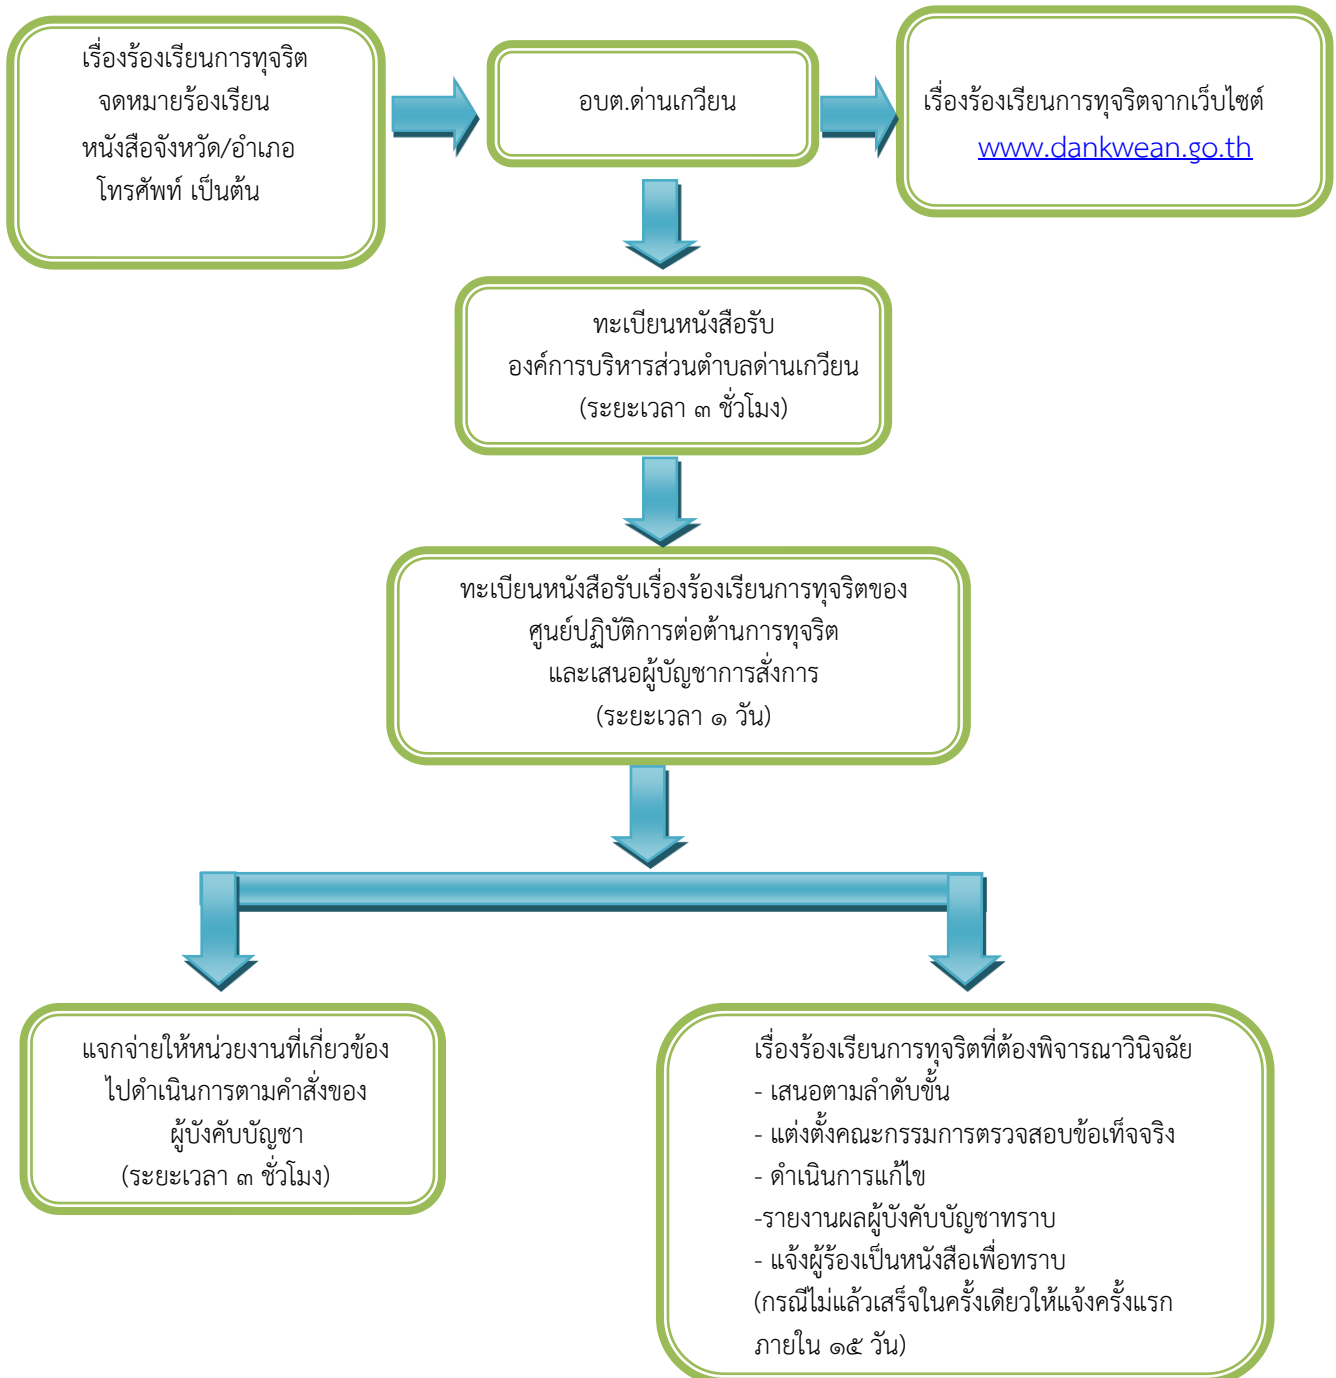 เรื่องร้องเรียนการทุจริต
จดหมายร้องเรียน
หนังสือจังหวัด/อำเภอ
โทรศัพท์ เป็นต้น
อบต.ด่านเกวียน
เรื่องร้องเรียนการทุจริตจากเว็บไซต์
www.dankwean.go.th
ทะเบียนหนังสือรับ
องค์การบริหารส่วนตำบลด่านเกวียน
(ระยะเวลา ๓ ชั่วโมง)
ทะเบียนหนังสือรับเรื่องร้องเรียนการทุจริตของ
ศูนย์ปฏิบัติการต่อต้านการทุจริต
และเสนอผู้บัญชาการสั่งการ
(ระยะเวลา ๑ วัน)
แจกจ่ายให้หน่วยงานที่เกี่ยวข้อง
ไปดำเนินการตามคำสั่งของ
ผู้บังคับบัญชา
(ระยะเวลา ๓ ชั่วโมง)
เรื่องร้องเรียนการทุจริตที่ต้องพิจารณาวินิจฉัย
- เสนอตามลำดับขั้น
- แต่งตั้งคณะกรรมการตรวจสอบข้อเท็จจริง
- ดำเนินการแก้ไข
-รายงานผลผู้บังคับบัญชาทราบ
- แจ้งผู้ร้องเป็นหนังสือเพื่อทราบ
(กรณีไม่แล้วเสร็จในครั้งเดียวให้แจ้งครั้งแรก
ภายใน ๑๕ วัน)